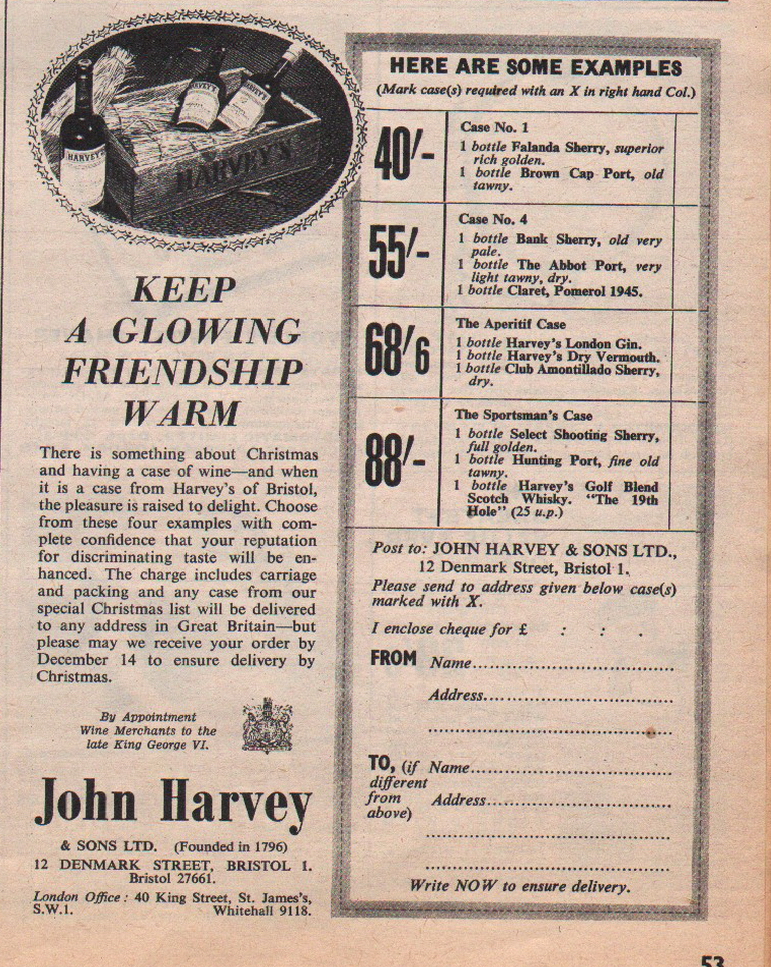 HARVEY'S
HARVEY'S
HARVEY'S
HARVEY'S
KEEP
A GLOWING
FRIENDSHIP
WARM
There is something about Christmas
and having a case of wine—and when
it is a case from Harvey's of Bristol,
the pleasure is raised to delight. Choose
from these four examples with com-
plete confidence that your reputation
for discriminating taste will be en-
hanced. The charge includes carriage
and packing and any case from our
special Christmas list will be delivered
to any address in Great Britain—but
please may we receive your order by
December 14 to ensure delivery by
Christmas.
By Appointment
Wine Merchants to the
late King George VI.
John Harvey
& SONS LTD. (Founded in 1796)
12 DENMARK STREET, BRISTOL 1.
Bristol 27661.
London Office : 40 King Street, St. James's,
S.W.1. Whitehall 9118.
HERE ARE SOME EXAMPLES
(Mark case(s) required with an X in right hand Col.)
40/-
Case No. 1
1 bottle Falanda Sherry, superior
rich golden.
1 bottle Brown Cap Port, old
tawny.
55/-
Case No. 4
1 bottle Bank Sherry, old very
pale.
1 bottle The Abbot Port, very
light tawny, dry.
1 bottle Claret, Pomerol 1945.
68/6
The Aperitif Case
1 bottle Harvey's London Gin.
1 bottle Harvey's Dry Vermouth.
1 bottle Club Amontillado Sherry,
dry.
88/-
The Sportsman's Case
1 bottle Select Shooting Sherry,
full golden.
1 bottle Hunting Port, fine old
tawny.
1 bottle Harvey's Golf Blend
Scotch Whisky. "The 19th
Hole" (25 u.p.)
Post to: JOHN HARVEY & SONS LTD.,
12 Denmark Street, Bristol 1.
Please send to address given below case(s)
marked with X.
I enclose cheque for £ : : .
FROM Name....................
Address....................
....................
TO, (if Name....................
different
from Address....................
above)
....................
....................
Write NOW to ensure delivery.
53